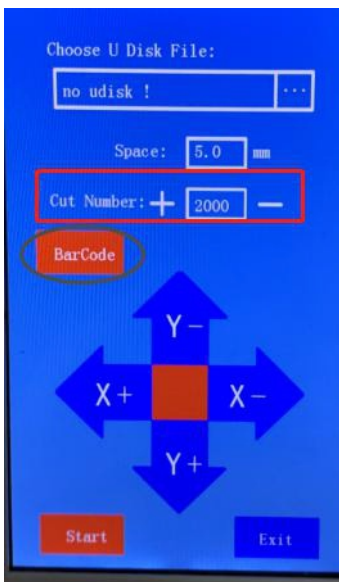 Choose U Disk File:
no udisk ! ...
Space: 5.0 mm
Cut Number: + 2000 −
BarCode
Y−
X+ X−
Y+
Start Exit